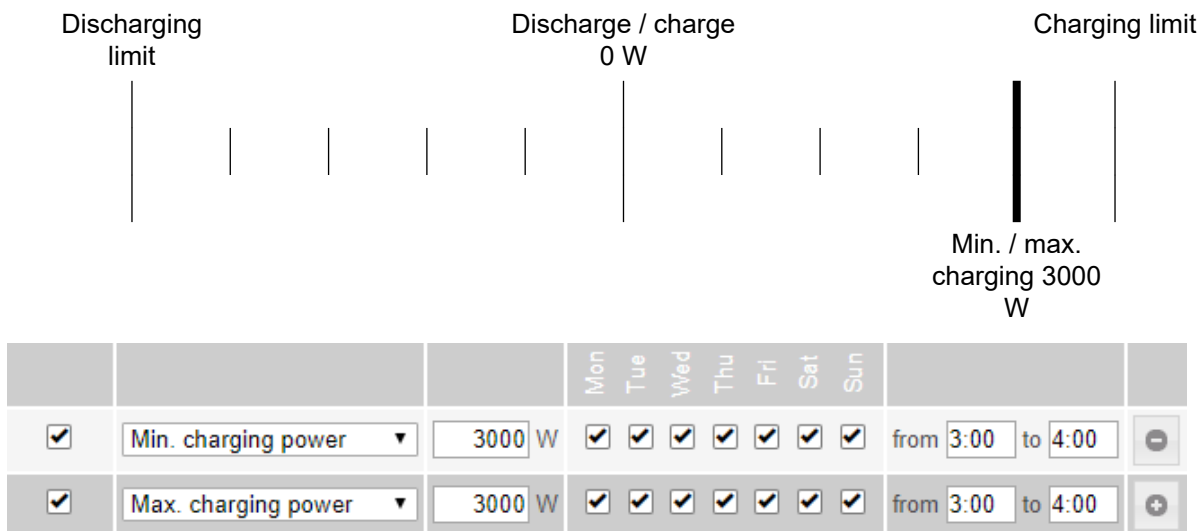 Discharging
limit
Discharge / charge
0 W
Charging limit
Min. / max.
charging 3000
W
Mon Tue Wed Thu Fri Sat Sun
Min. charging power 3000 W from 3:00 to 4:00
Max. charging power 3000 W from 3:00 to 4:00